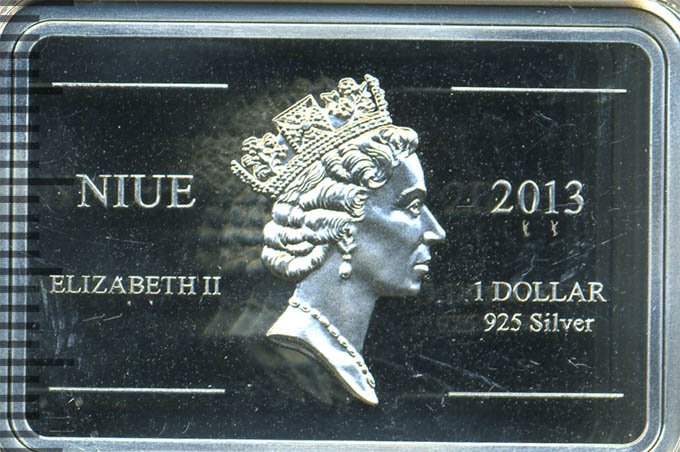 NIUE
2013
ELIZABETH II
1 DOLLAR
925 Silver